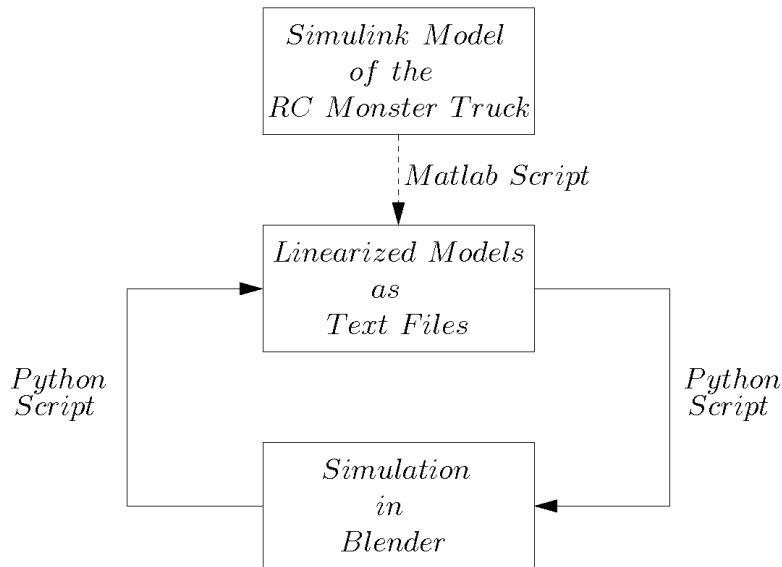 Simulink Model
of the
RC Monster Truck
Matlab Script
Linearized Models
as
Text Files
Python
Script
Python
Script
Simulation
in
Blender